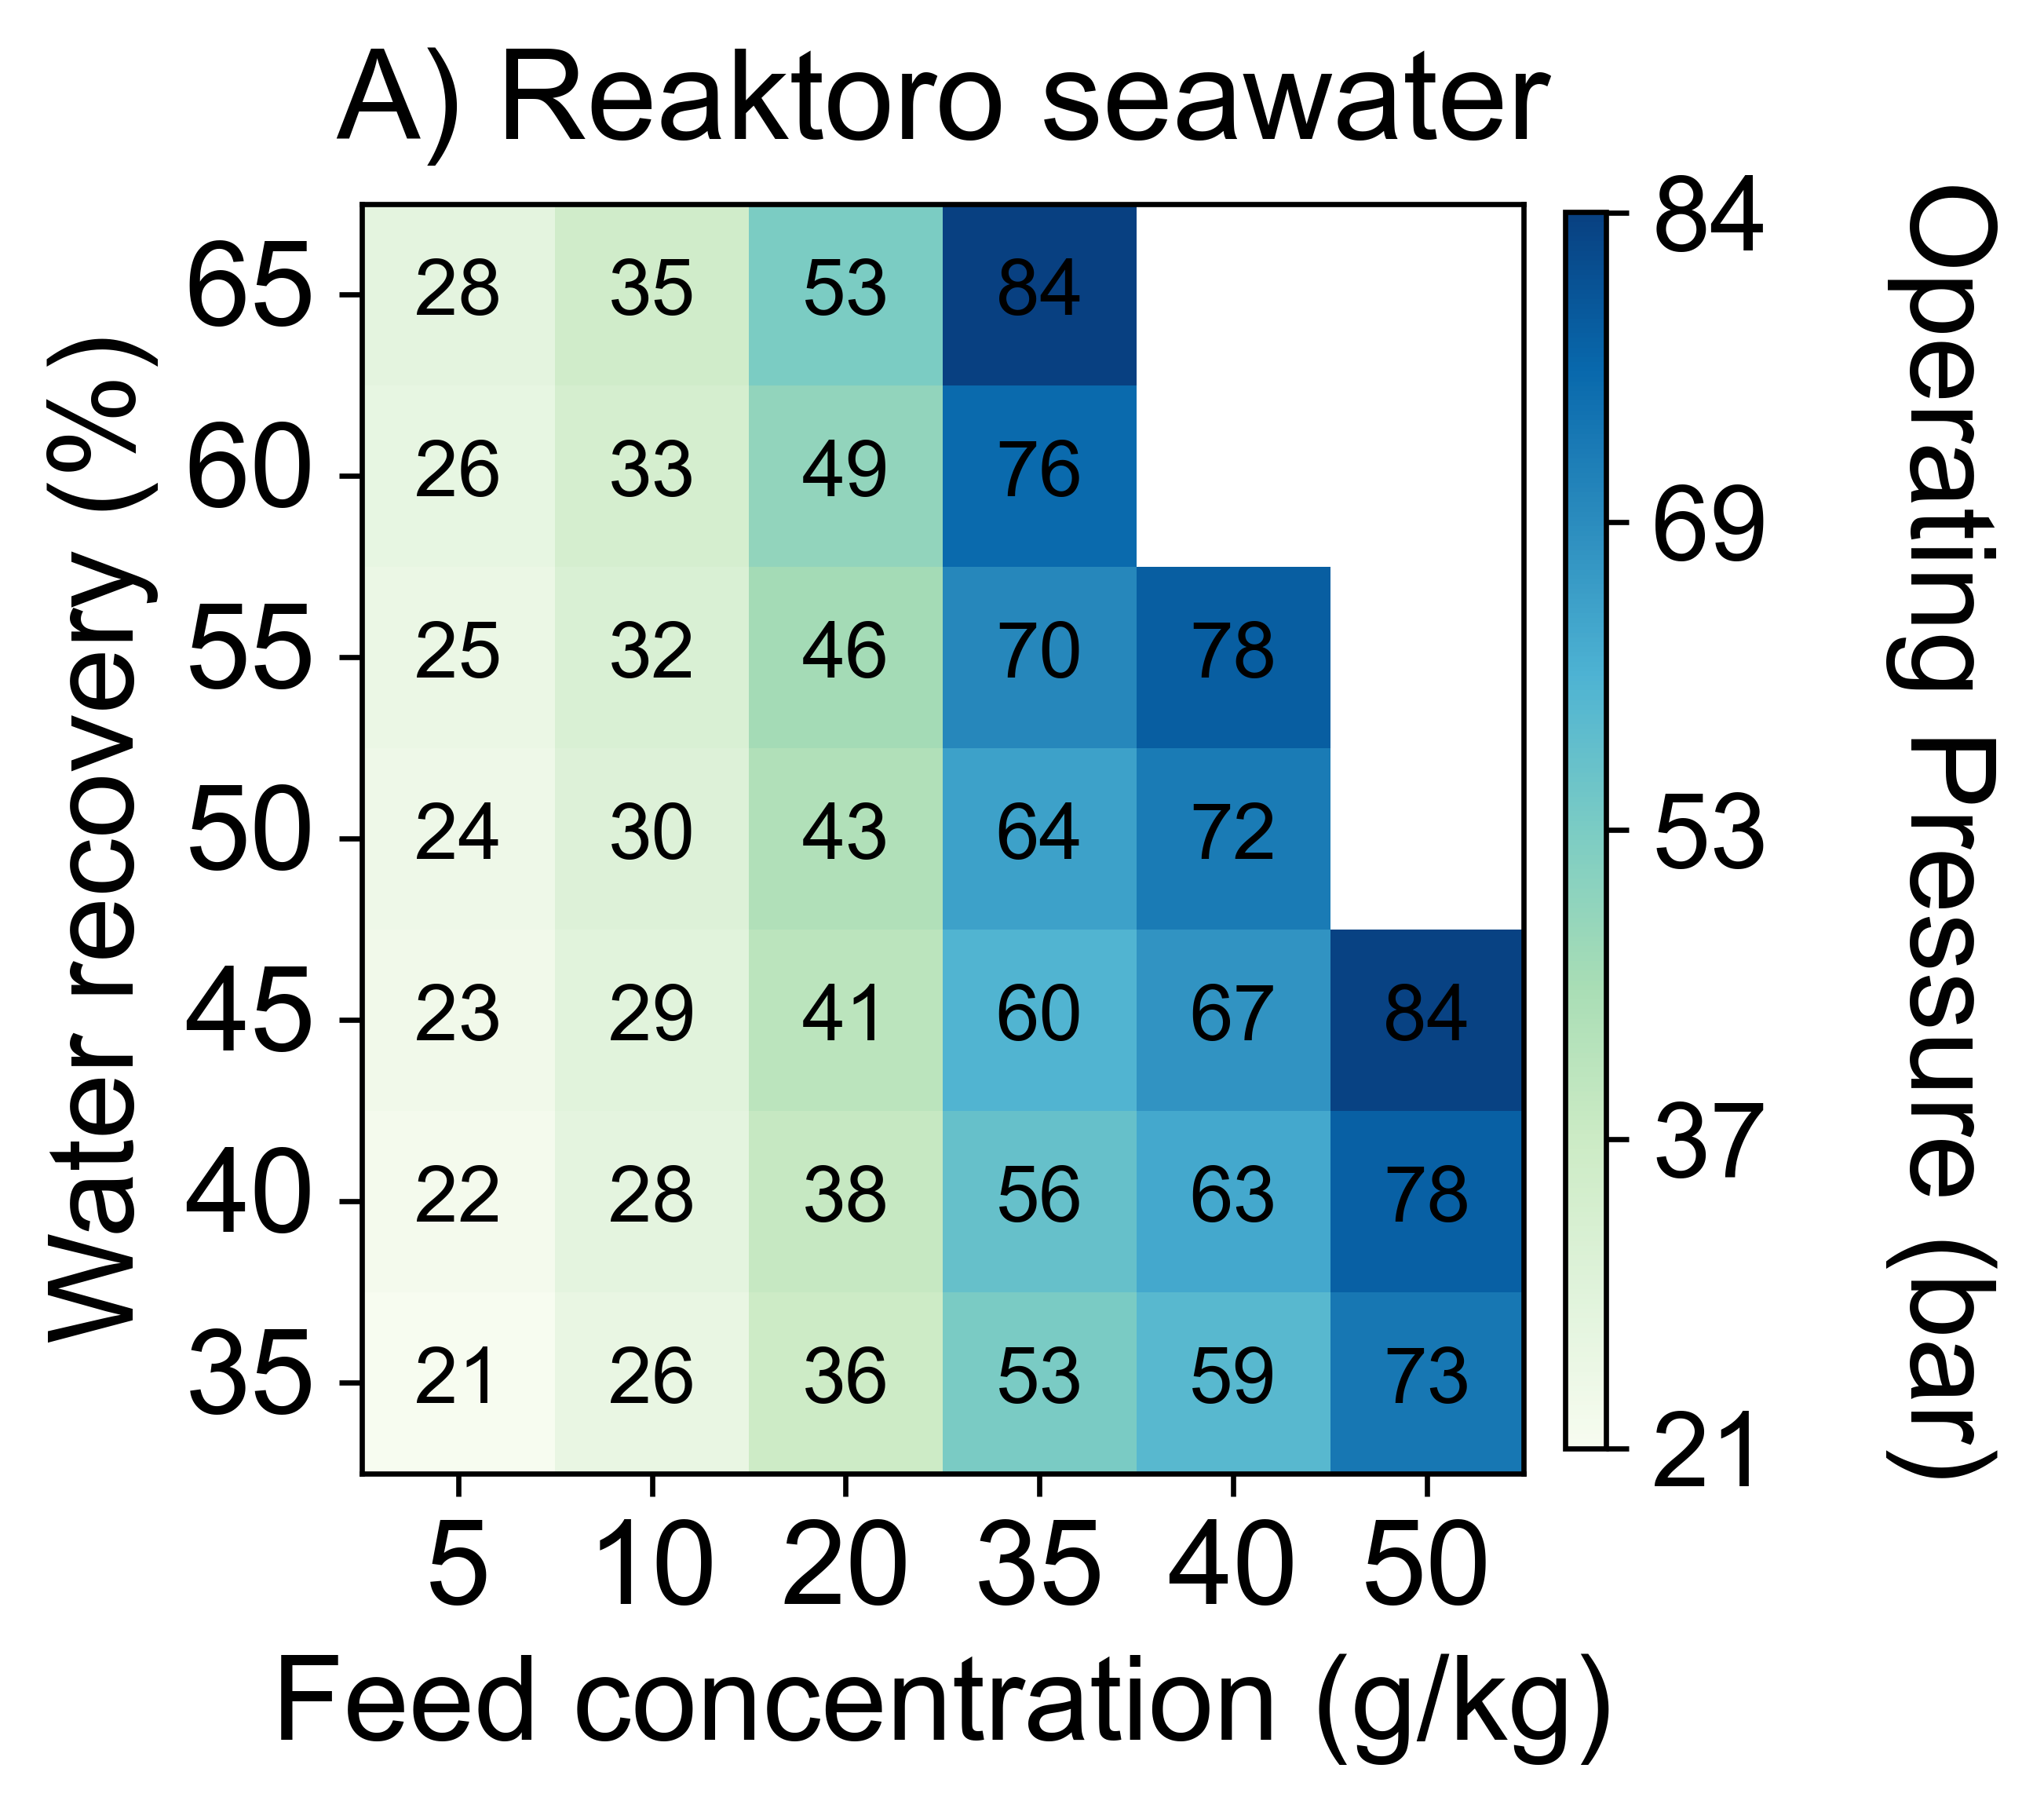 A) Reaktoro seawater
Water recovery (%)
65 28 35 53 84
60 26 33 49 76
55 25 32 46 70 78
50 24 30 43 64 72
45 23 29 41 60 67 84
40 22 28 38 56 63 78
35 21 26 36 53 59 73
5 10 20 35 40 50
Feed concentration (g/kg)
84
69
53
37
21
Operating Pressure (bar)